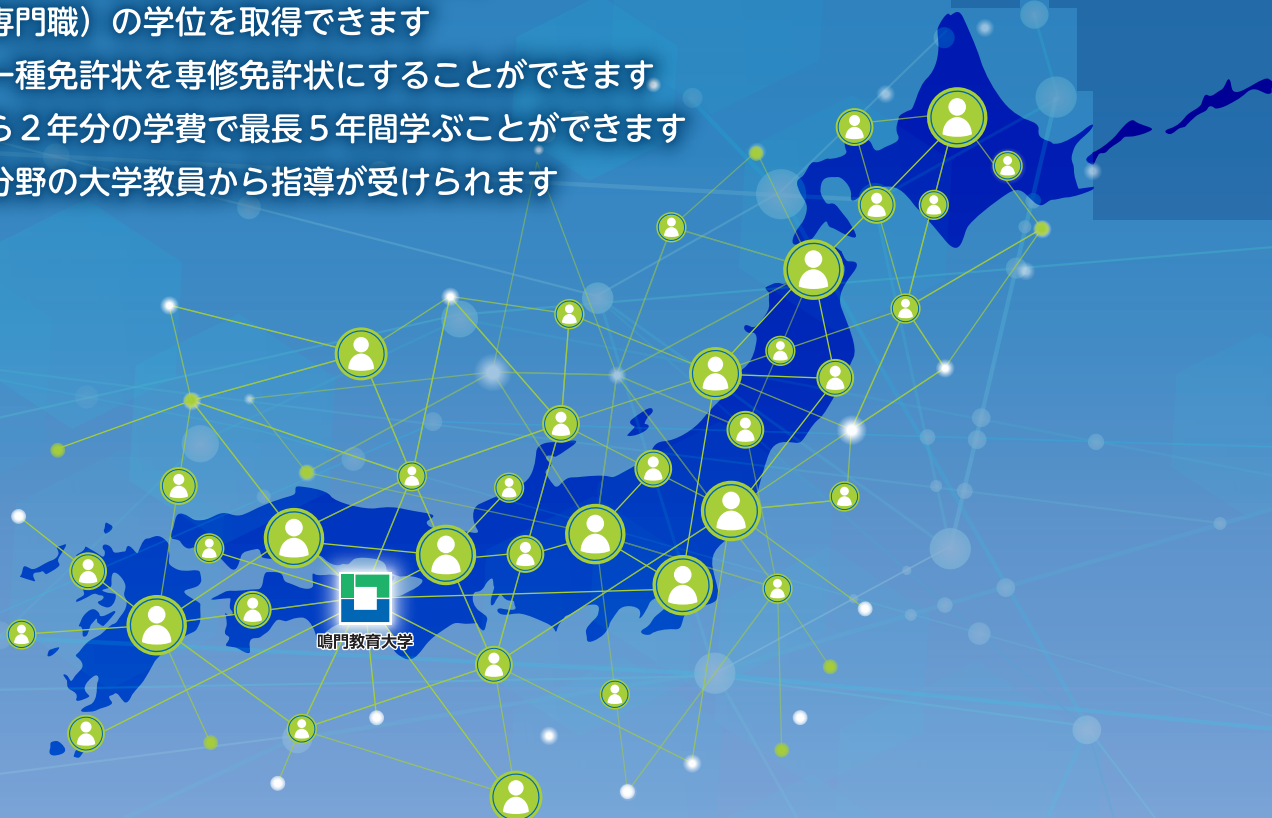 専門職）の学位を取得できます
一種免許状を専修免許状にすることができます
ら２年分の学費で最長５年間学ぶことができます
分野の大学教員から指導が受けられます
鳴門教育大学